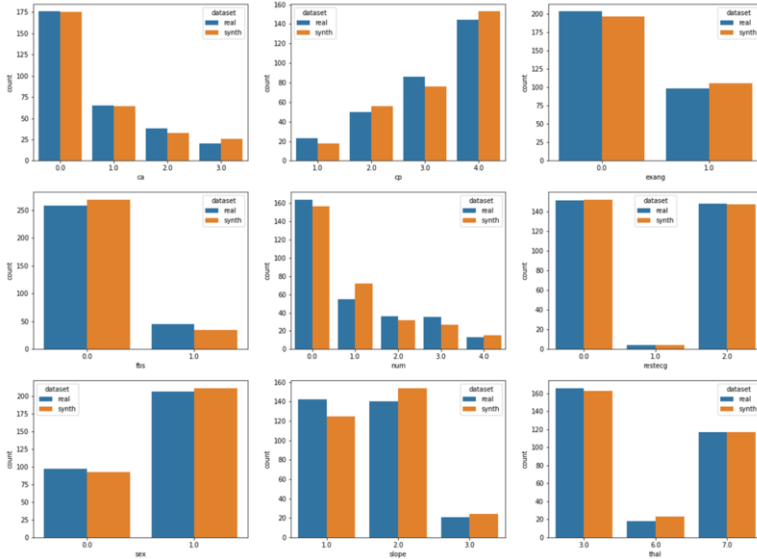 175
150
125
100
75
50
25
0
count
dataset
real
synth
0.0 1.0 2.0 3.0
ca
160
140
120
100
80
60
40
20
0
count
dataset
real
synth
1.0 2.0 3.0 4.0
cp
200
175
150
125
100
75
50
25
0
count
dataset
real
synth
0.0 1.0
exang
250
200
150
100
50
0
count
dataset
real
synth
0.0 1.0
fbs
160
140
120
100
80
60
40
20
0
count
dataset
real
synth
0.0 1.0 2.0 3.0 4.0
num
140
120
100
80
60
40
20
0
count
dataset
real
synth
0.0 1.0 2.0
restecg
200
175
150
125
100
75
50
25
0
count
dataset
real
synth
0.0 1.0
sex
160
140
120
100
80
60
40
20
0
count
dataset
real
synth
1.0 2.0 3.0
slope
160
140
120
100
80
60
40
20
0
count
dataset
real
synth
3.0 6.0 7.0
thal